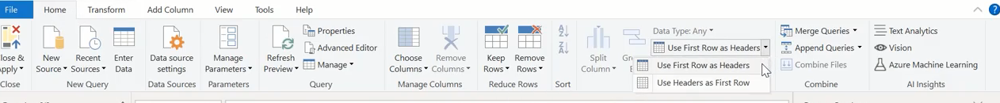 File Home Transform Add Column View Tools Help
Close & Apply
Close
New Source
Recent Sources
Enter Data
New Query
Data source settings
Data Sources
Manage Parameters
Parameters
Refresh Preview
Properties
Advanced Editor
Manage
Query
Choose Columns
Remove Columns
Manage Columns
Keep Rows
Remove Rows
Reduce Rows
Sort
Split Column
Data Type: Any
Use First Row as Headers
Use First Row as Headers
Use Headers as First Row
Merge Queries
Append Queries
Combine Files
Combine
Text Analytics
Vision
Azure Machine Learning
AI Insights